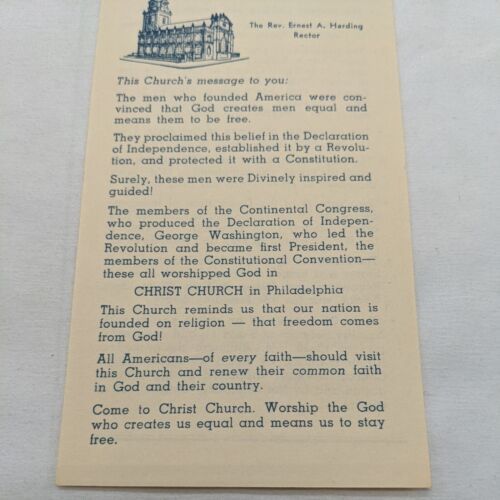 The Rev. Ernest A. Harding
Rector
This Church's message to you:
The men who founded America were con-
vinced that God creates men equal and
means them to be free.
They proclaimed this belief in the Declaration
of Independence, established it by a Revolu-
tion, and protected it with a Constitution.
Surely, these men were Divinely inspired and
guided!
The members of the Continental Congress,
who produced the Declaration of Indepen-
dence, George Washington, who led the
Revolution and became first President, the
members of the Constitutional Convention—
these all worshipped God in
CHRIST CHURCH in Philadelphia
This Church reminds us that our nation is
founded on religion — that freedom comes
from God!
All Americans—of every faith—should visit
this Church and renew their common faith
in God and their country.
Come to Christ Church. Worship the God
who creates us equal and means us to stay
free.